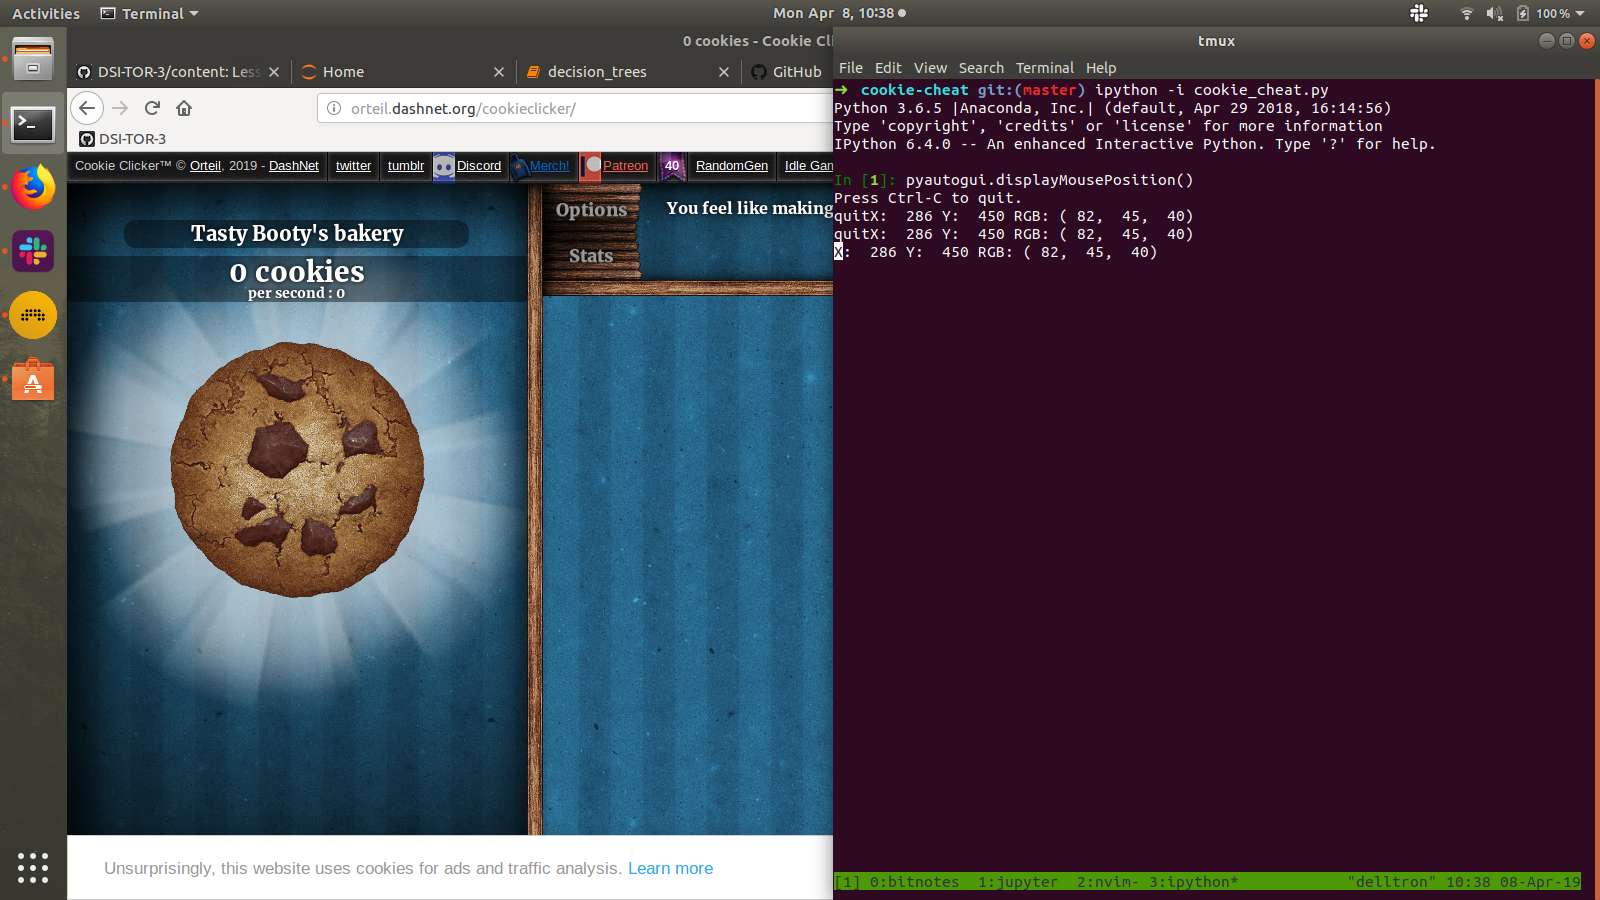 Activities
Terminal
Mon Apr 8, 10:38
100 %
0 cookies - Cookie Cli
tmux
DSI-TOR-3/content: Less
Home
decision_trees
GitHub
File Edit View Search Terminal Help
orteil.dashnet.org/cookieclicker/
DSI-TOR-3
Cookie Clicker™ © Orteil, 2019 - DashNet
twitter
tumblr
Discord
Merch!
Patreon
40
RandomGen
Idle Gan
Tasty Booty's bakery
0 cookies
per second : 0
Options
Stats
You feel like making
→ cookie-cheat git:(master) ipython -i cookie_cheat.py
Python 3.6.5 |Anaconda, Inc.| (default, Apr 29 2018, 16:14:56)
Type 'copyright', 'credits' or 'license' for more information
IPython 6.4.0 -- An enhanced Interactive Python. Type '?' for help.
In [1]: pyautogui.displayMousePosition()
Press Ctrl-C to quit.
quitX:  286 Y:  450 RGB: ( 82,  45,  40)
quitX:  286 Y:  450 RGB: ( 82,  45,  40)
X:  286 Y:  450 RGB: ( 82,  45,  40)
Unsurprisingly, this website uses cookies for ads and traffic analysis. Learn more
[1] 0:bitnotes  1:jupyter  2:nvim- 3:ipython*
"delltron" 10:38 08-Apr-19